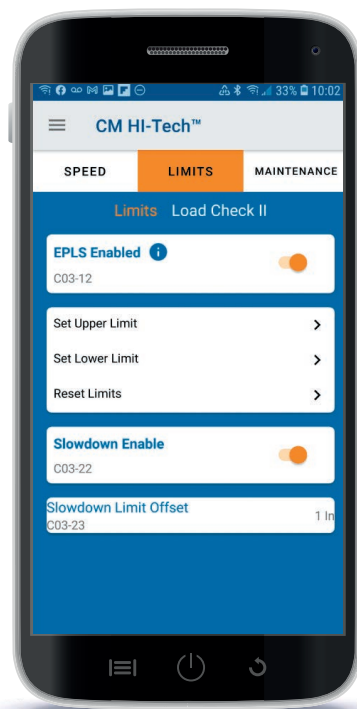 33% 10:02
CM HI-Tech™
SPEED LIMITS MAINTENANCE
Limits Load Check II
EPLS Enabled i
C03-12
Set Upper Limit
Set Lower Limit
Reset Limits
Slowdown Enable
C03-22
Slowdown Limit Offset
C03-23
1 In